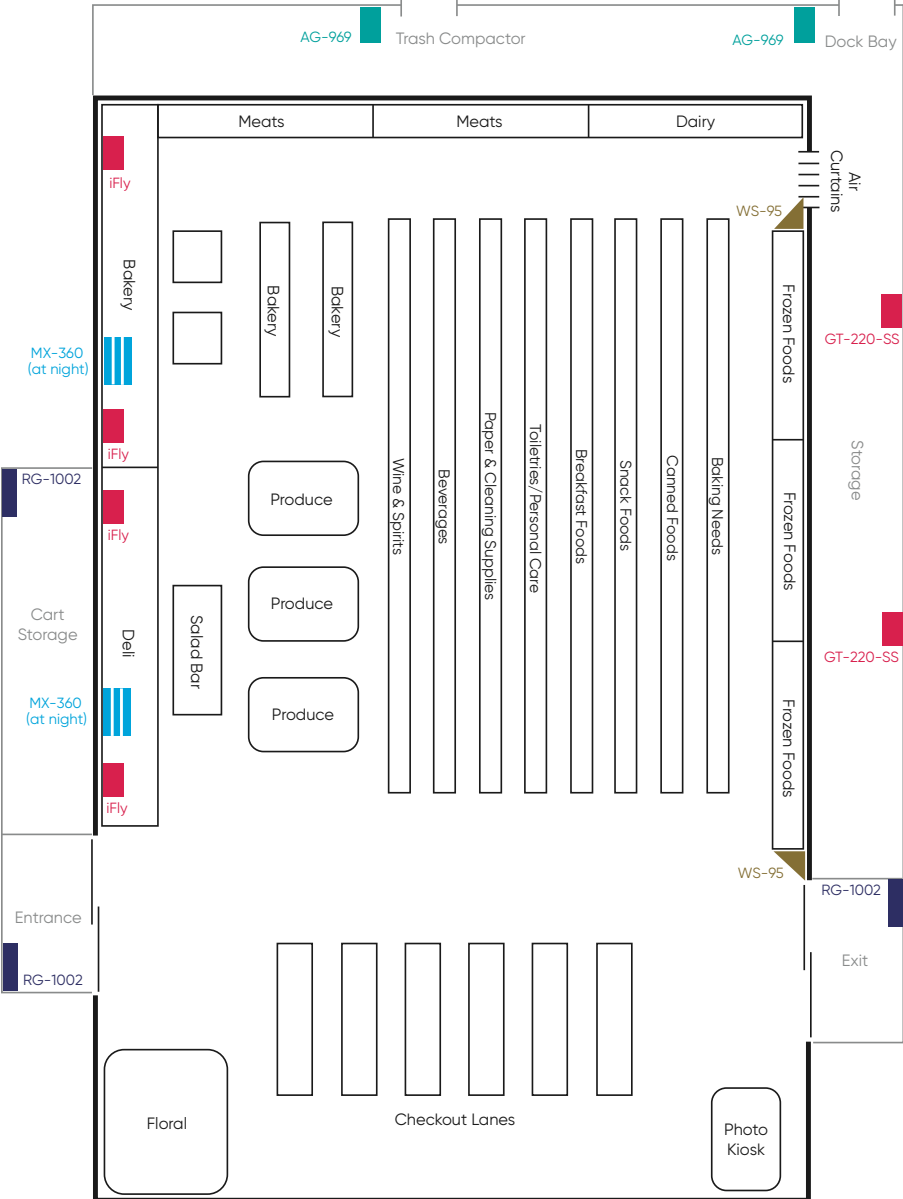 AG-969
Trash Compactor
AG-969
Dock Bay
Meats
Meats
Dairy
iFly
Air
Curtains
WS-95
Bakery
Bakery
Bakery
Frozen Foods
GT-220-SS
MX-360
(at night)
iFly
RG-1002
iFly
Produce
Wine & Spirits
Beverages
Paper & Cleaning Supplies
Toiletries/Personal Care
Breakfast Foods
Snack Foods
Canned Foods
Baking Needs
Frozen Foods
Storage
Cart
Storage
Deli
Salad Bar
Produce
GT-220-SS
MX-360
(at night)
Produce
Frozen Foods
iFly
WS-95
RG-1002
Entrance
RG-1002
Exit
Floral
Checkout Lanes
Photo
Kiosk